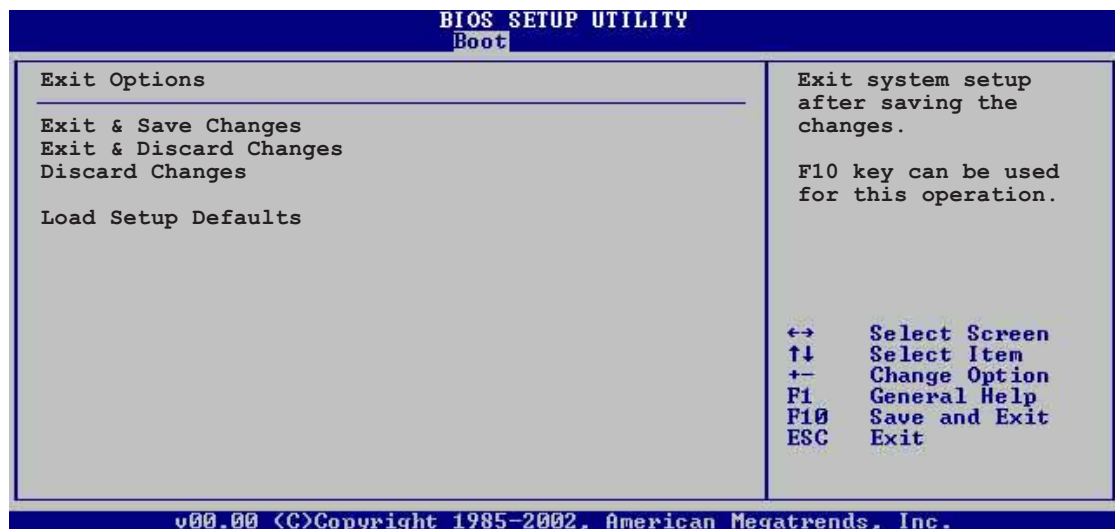 BIOS SETUP UTILITY
Boot
Exit Options
Exit & Save Changes
Exit & Discard Changes
Discard Changes
Load Setup Defaults
Exit system setup
after saving the
changes.
F10 key can be used
for this operation.
←→ Select Screen
↑↓ Select Item
+- Change Option
F1 General Help
F10 Save and Exit
ESC Exit
v00.00 (C)Copyright 1985-2002, American Megatrends, Inc.